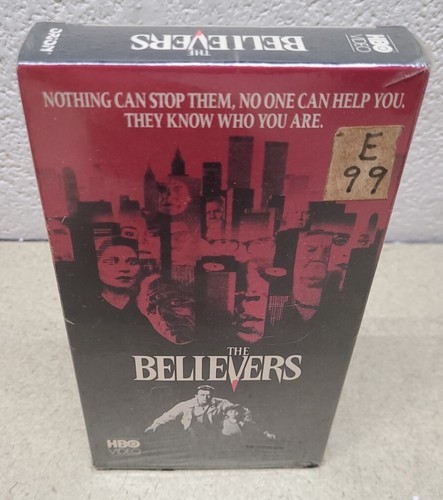 THE
BELIEVERS
HBO
VIDEO
NOTHING CAN STOP THEM, NO ONE CAN HELP YOU.
THEY KNOW WHO YOU ARE.
E
99
THE
BELIEVERS
HBO
VIDEO